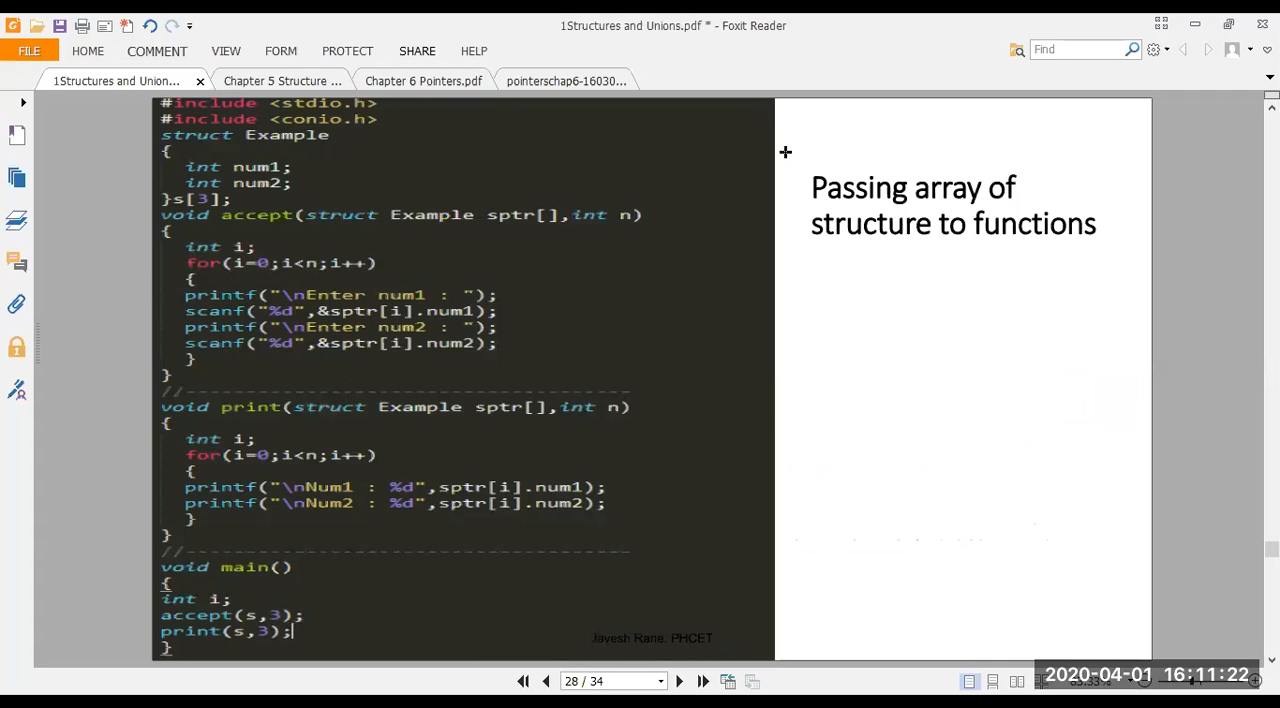 1Structures and Unions.pdf * - Foxit Reader
FILE HOME COMMENT VIEW FORM PROTECT SHARE HELP
Find
1Structures and Union... × Chapter 5 Structure ... Chapter 6 Pointers.pdf pointerschap6-16030...
#include <stdio.h>
#include <conio.h>
struct Example
{
int num1;
int num2;
}s[3];
void accept(struct Example sptr[],int n)
{
int i;
for(i=0;i<n;i++)
{
printf("\nEnter num1 : ");
scanf("%d",&sptr[i].num1);
printf("\nEnter num2 : ");
scanf("%d",&sptr[i].num2);
}
}
//-------------------------------------
void print(struct Example sptr[],int n)
{
int i;
for(i=0;i<n;i++)
{
printf("\nNum1 : %d",sptr[i].num1);
printf("\nNum2 : %d",sptr[i].num2);
}
}
//-------------------------------------
void main()
{
int i;
accept(s,3);
print(s,3);
}
Jayesh Rane. PHCET
Passing array of
structure to functions
28 / 34
2020-04-01 16:11:22